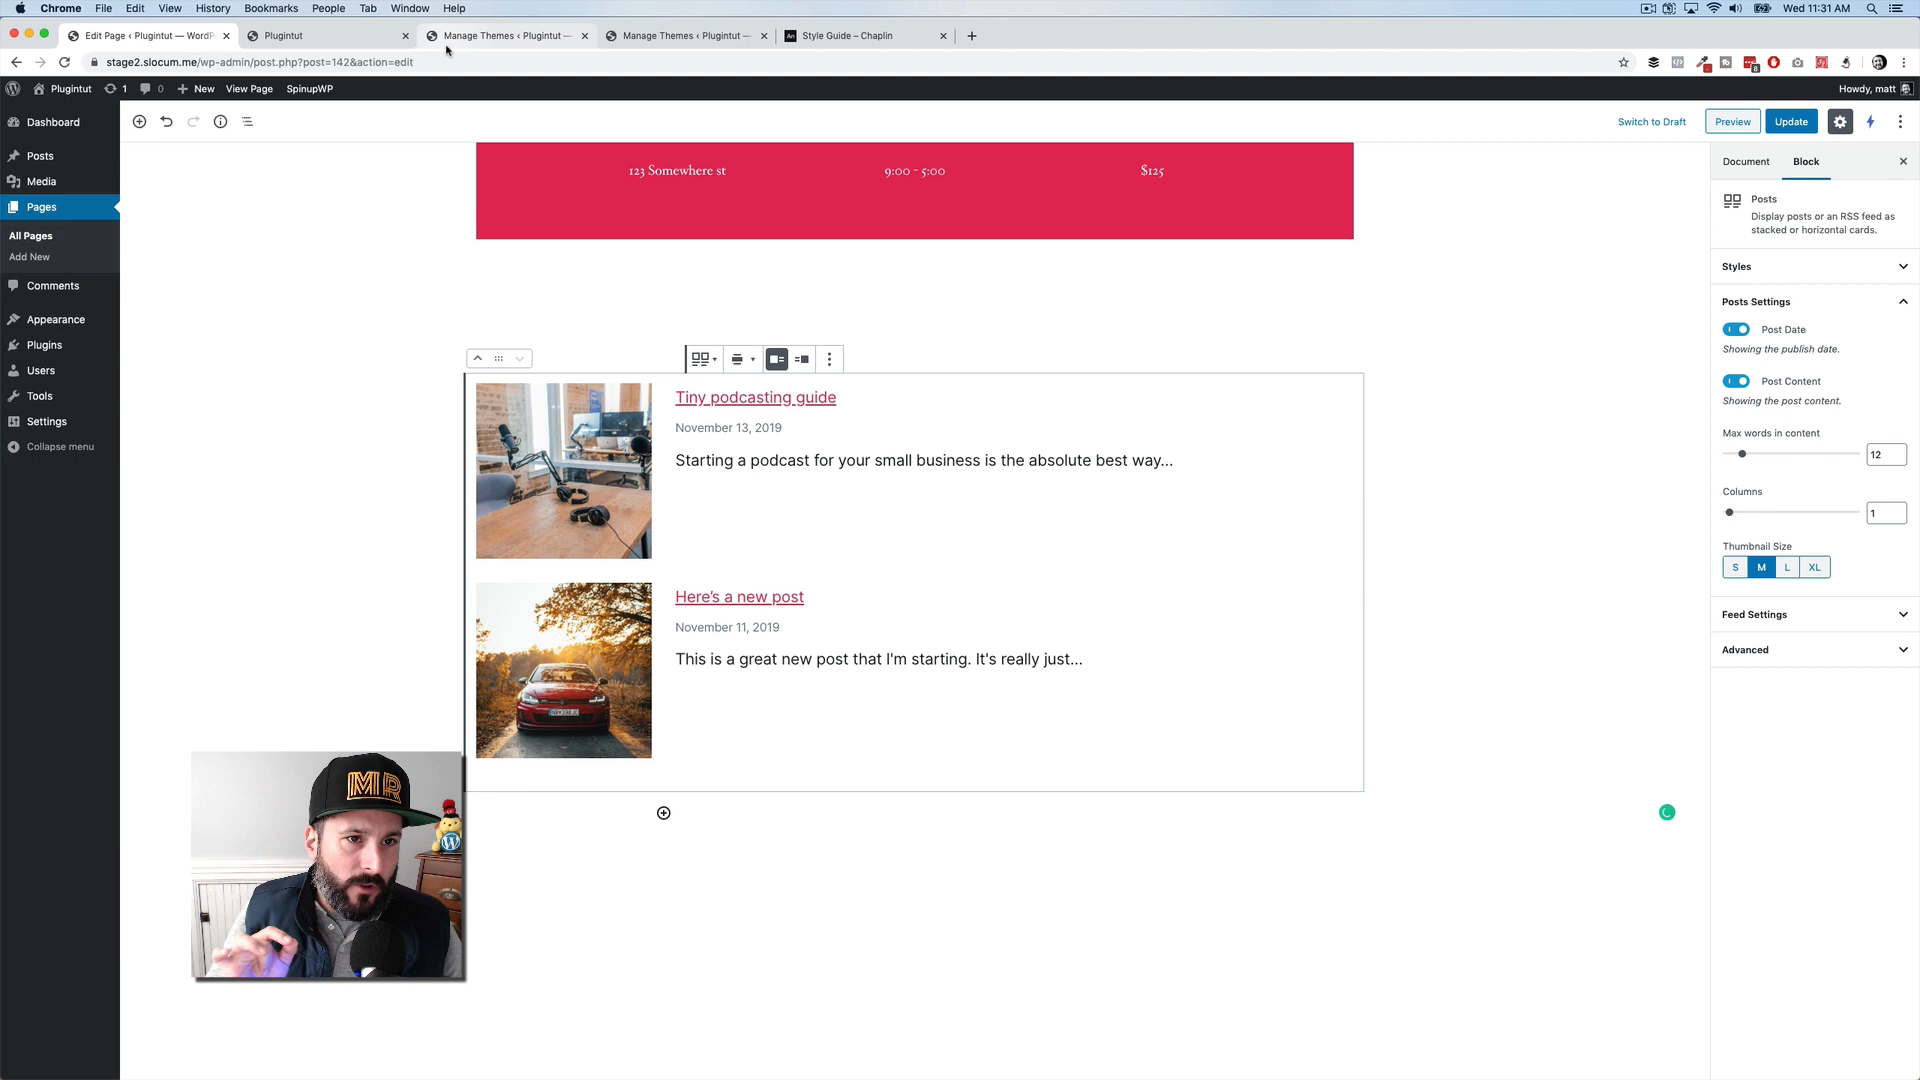 Chrome File Edit View History Bookmarks People Tab Window Help Wed 11:31 AM
Edit Page ‹ Plugintut — WordP Plugintut Manage Themes ‹ Plugintut — Manage Themes ‹ Plugintut — An Style Guide – Chaplin
stage2.slocum.me/wp-admin/post.php?post=142&action=edit
Plugintut 1 0 New View Page SpinupWP Howdy, matt
Dashboard
Posts
Media
Pages
All Pages
Add New
Comments
Appearance
Plugins
Users
Tools
Settings
Collapse menu
Switch to Draft Preview Update
123 Somewhere st 9:00 - 5:00 $125
Tiny podcasting guide
November 13, 2019
Starting a podcast for your small business is the absolute best way...
Here's a new post
November 11, 2019
This is a great new post that I'm starting. It's really just...
MR
Document Block
Posts
Display posts or an RSS feed as
stacked or horizontal cards.
Styles
Posts Settings
Post Date
Showing the publish date.
Post Content
Showing the post content.
Max words in content
12
Columns
1
Thumbnail Size
S M L XL
Feed Settings
Advanced